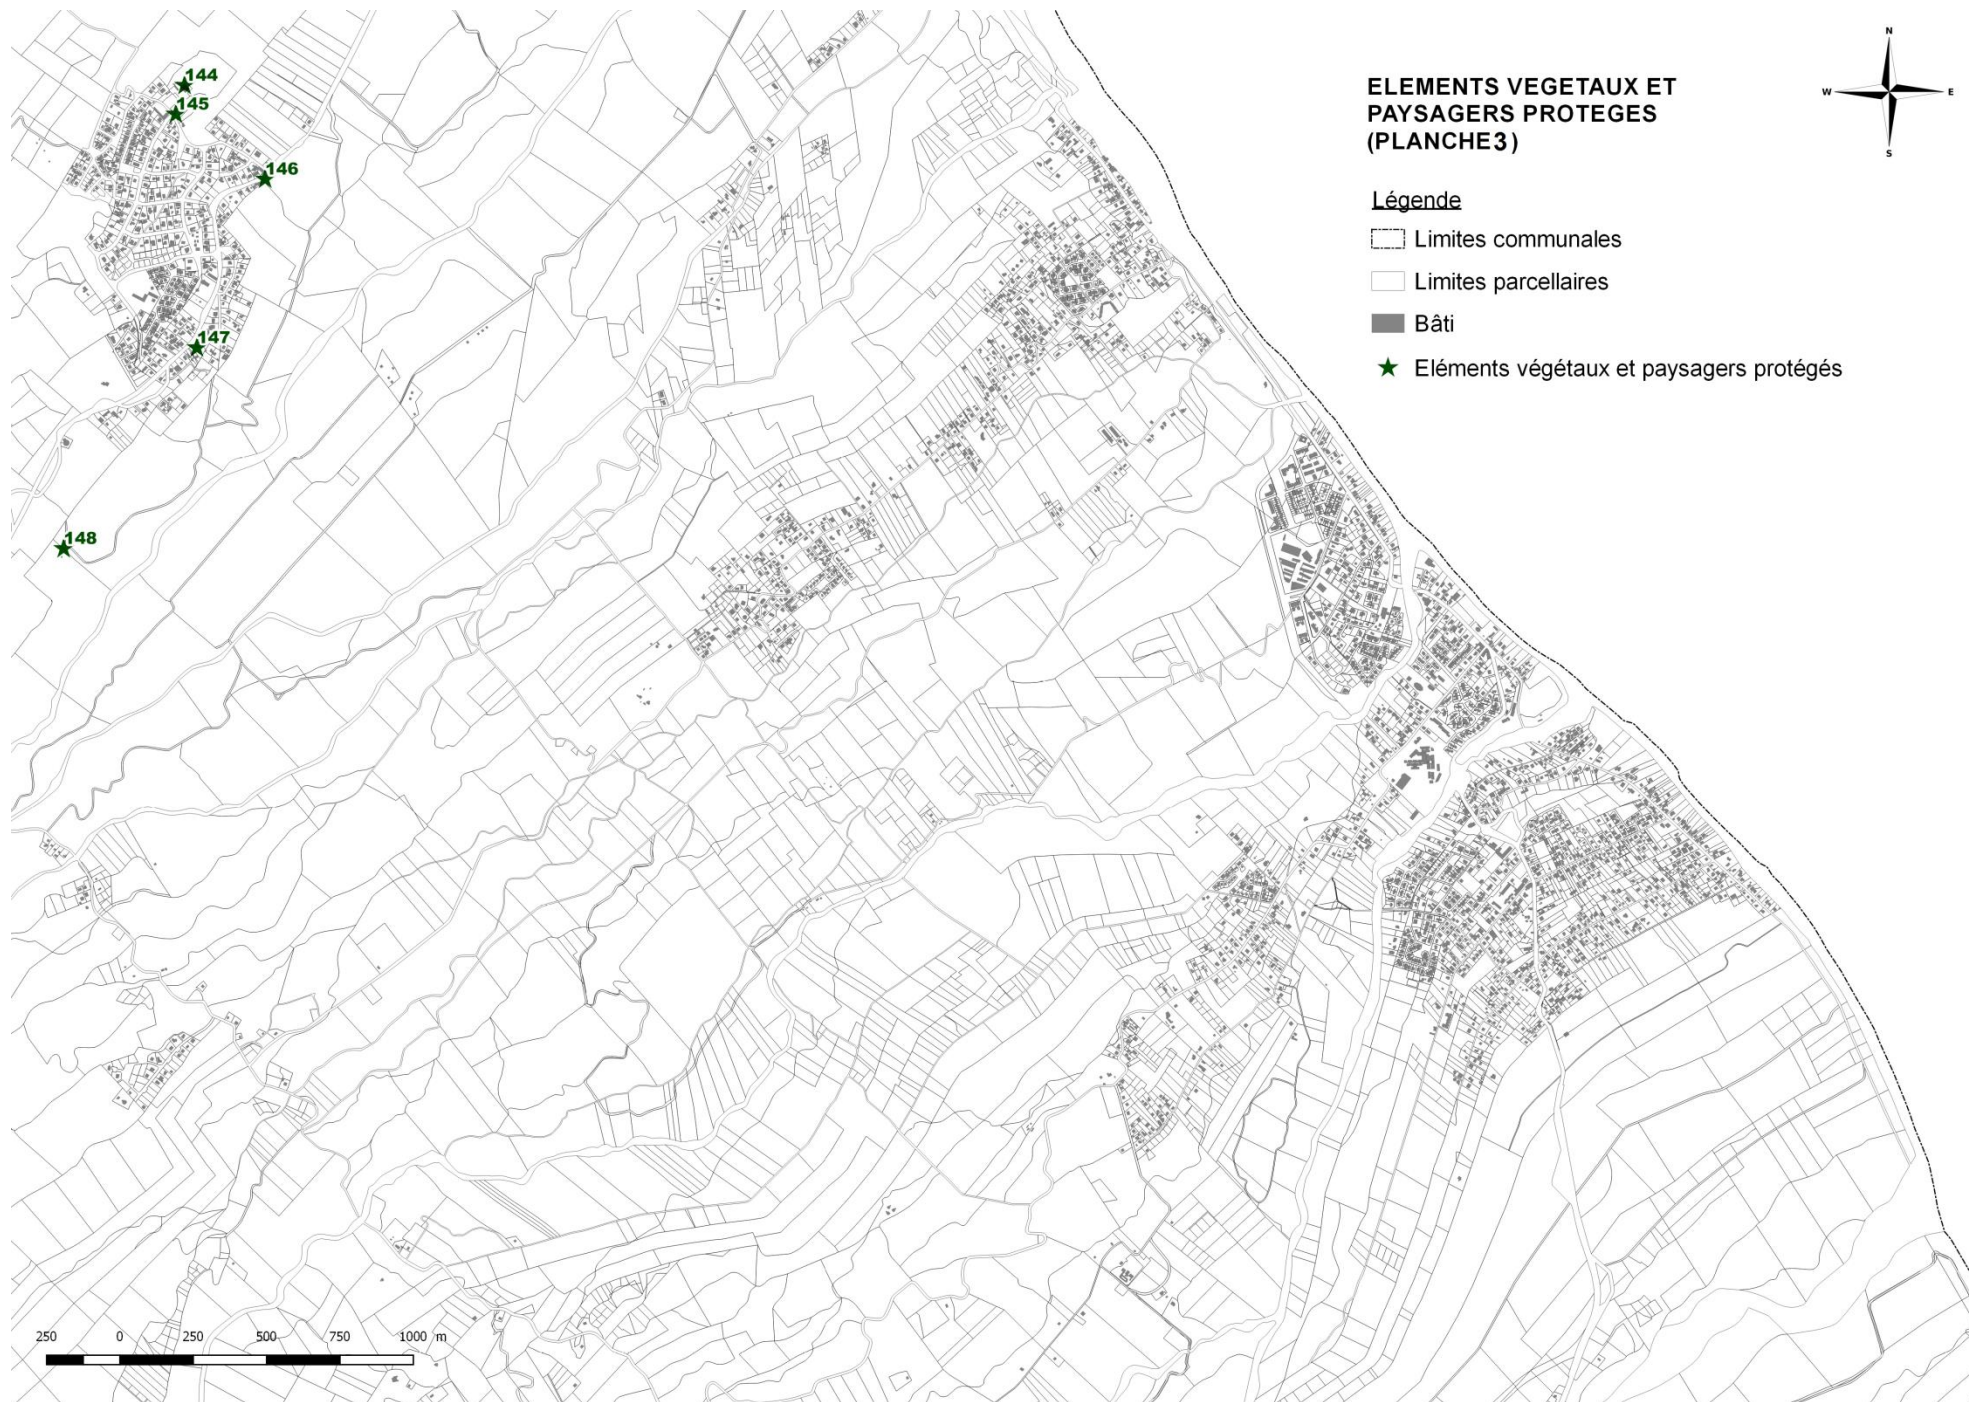 ELEMENTS VEGETAUX ET
PAYSAGERS PROTEGES
(PLANCHE3)
N
W
E
S
Légende
Limites communales
Limites parcellaires
Bâti
Eléments végétaux et paysagers protégés
144
145
146
147
148
250 0 250 500 750 1000 m